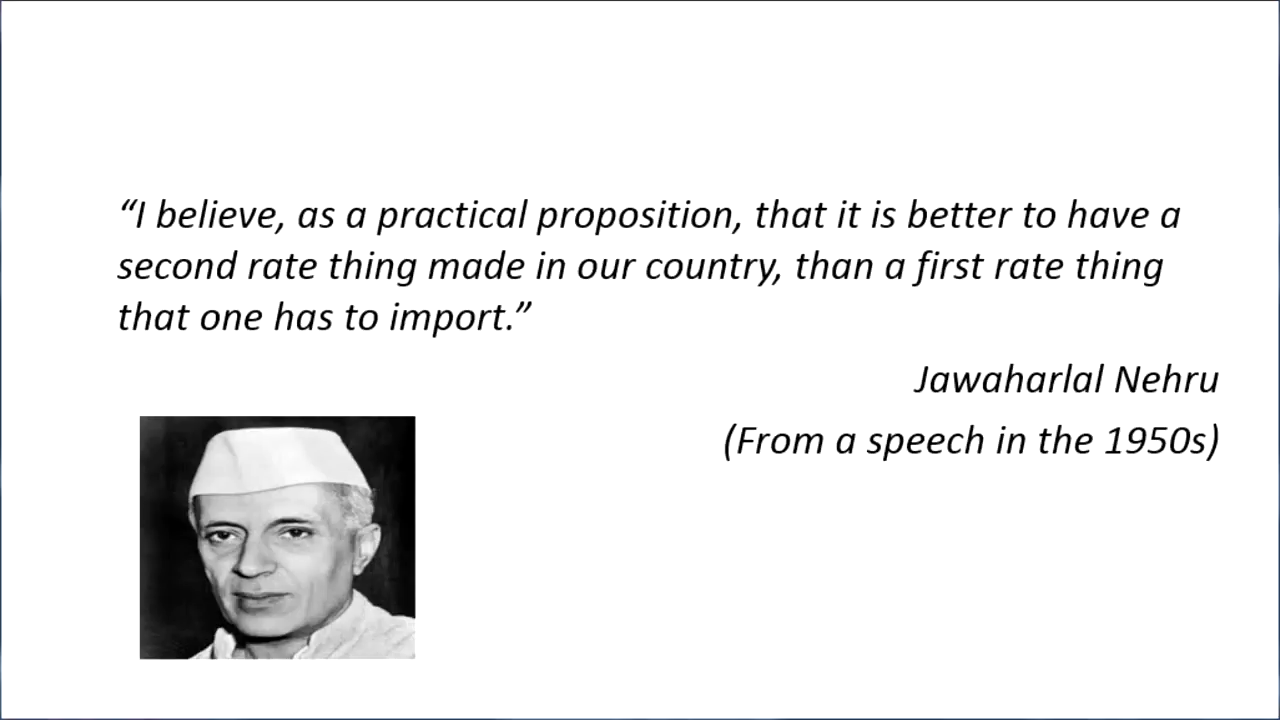 “I believe, as a practical proposition, that it is better to have a
second rate thing made in our country, than a first rate thing
that one has to import.”
Jawaharlal Nehru
(From a speech in the 1950s)